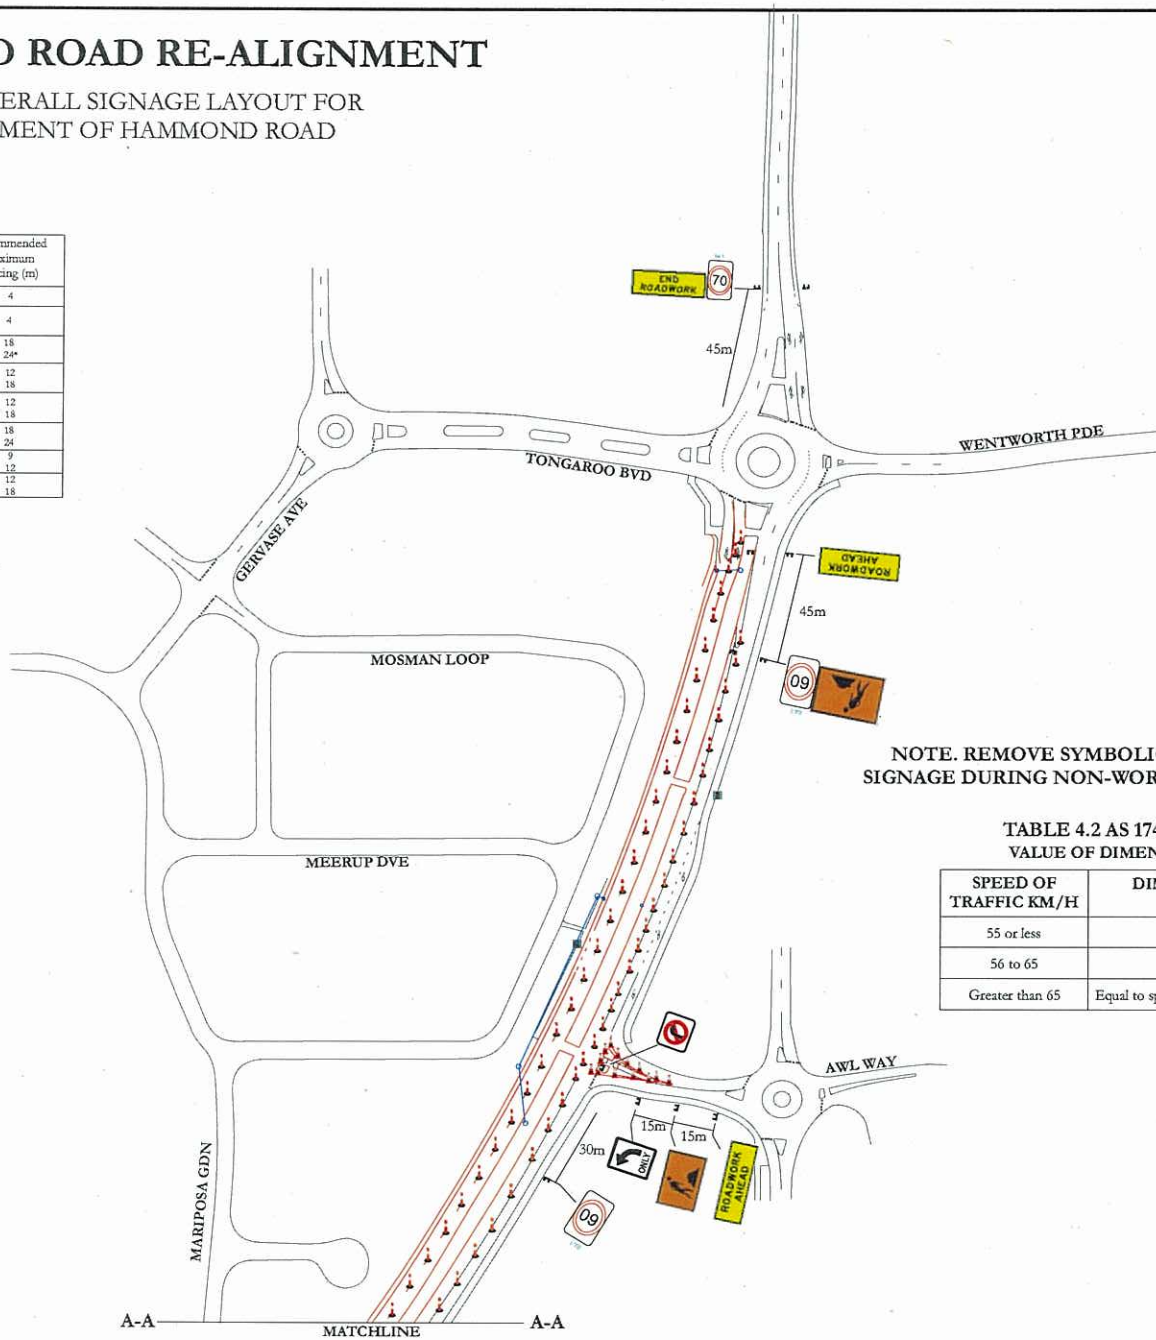 D ROAD RE-ALIGNMENT
ERALL SIGNAGE LAYOUT FOR
MENT OF HAMMOND ROAD
mmended
ximum
cing (m)
4
4
18
24*
12
18
12
18
18
24
9
12
12
18
END
ROADWORK
70
45m
WENTWORTH PDE
TONGAROO BVD
GERVASE AVE
ROADWORK
AHEAD
45m
MOSMAN LOOP
60
NOTE. REMOVE SYMBOLI
SIGNAGE DURING NON-WOR
TABLE 4.2 AS 174
VALUE OF DIMEN
SPEED OF
TRAFFIC KM/H
DI
55 or less
56 to 65
Greater than 65
Equal to sp
MEERUP DVE
AWL WAY
15m
15m
30m
ONLY
ROADWORK
AHEAD
60
MARIPOSA GDN
A-A
A-A
MATCHLINE